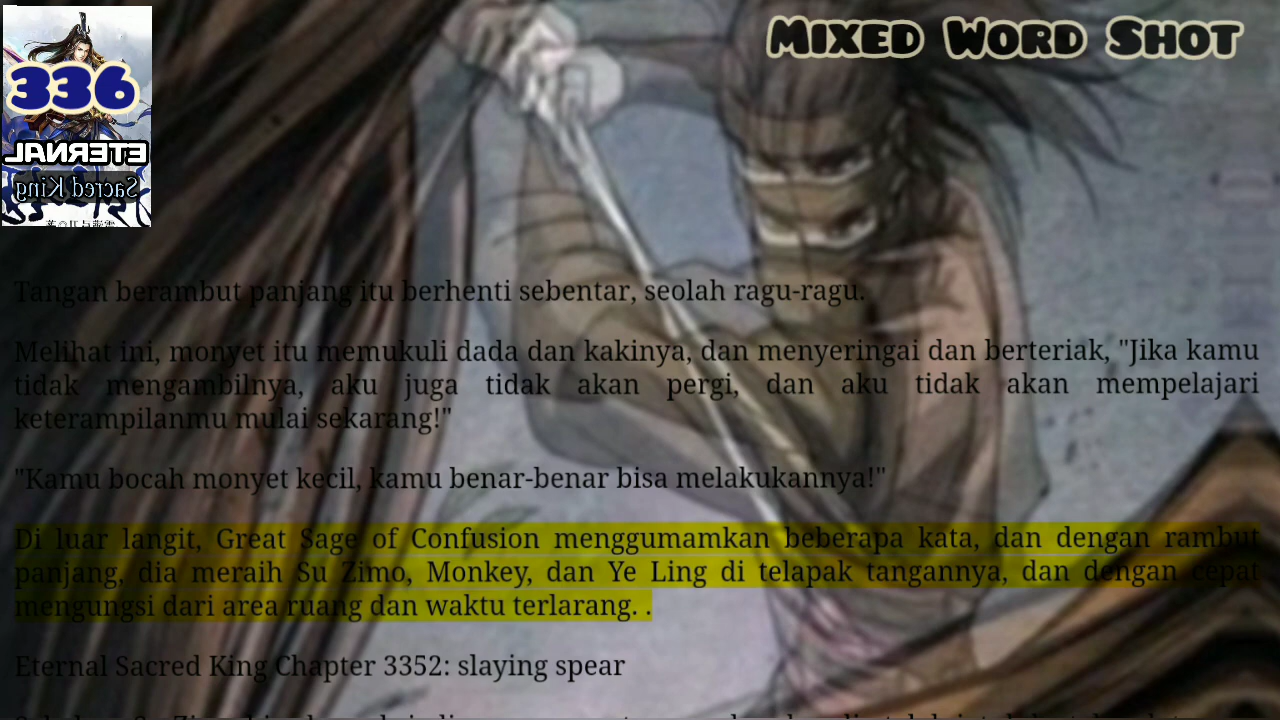 MIXED WORD SHOT
336
ETERNAL
Sacred King
Tangan berambut panjang itu berhenti sebentar, seolah ragu-ragu.
Melihat ini, monyet itu memukuli dada dan kakinya, dan menyeringai dan berteriak, "Jika kamu
tidak mengambilnya, aku juga tidak akan pergi, dan aku tidak akan mempelajari
keterampilanmu mulai sekarang!"
"Kamu bocah monyet kecil, kamu benar-benar bisa melakukannya!"
Di luar langit, Great Sage of Confusion menggumamkan beberapa kata, dan dengan rambut
panjang, dia meraih Su Zimo, Monkey, dan Ye Ling di telapak tangannya, dan dengan cepat
mengungsi dari area ruang dan waktu terlarang. .
Eternal Sacred King Chapter 3352: slaying spear